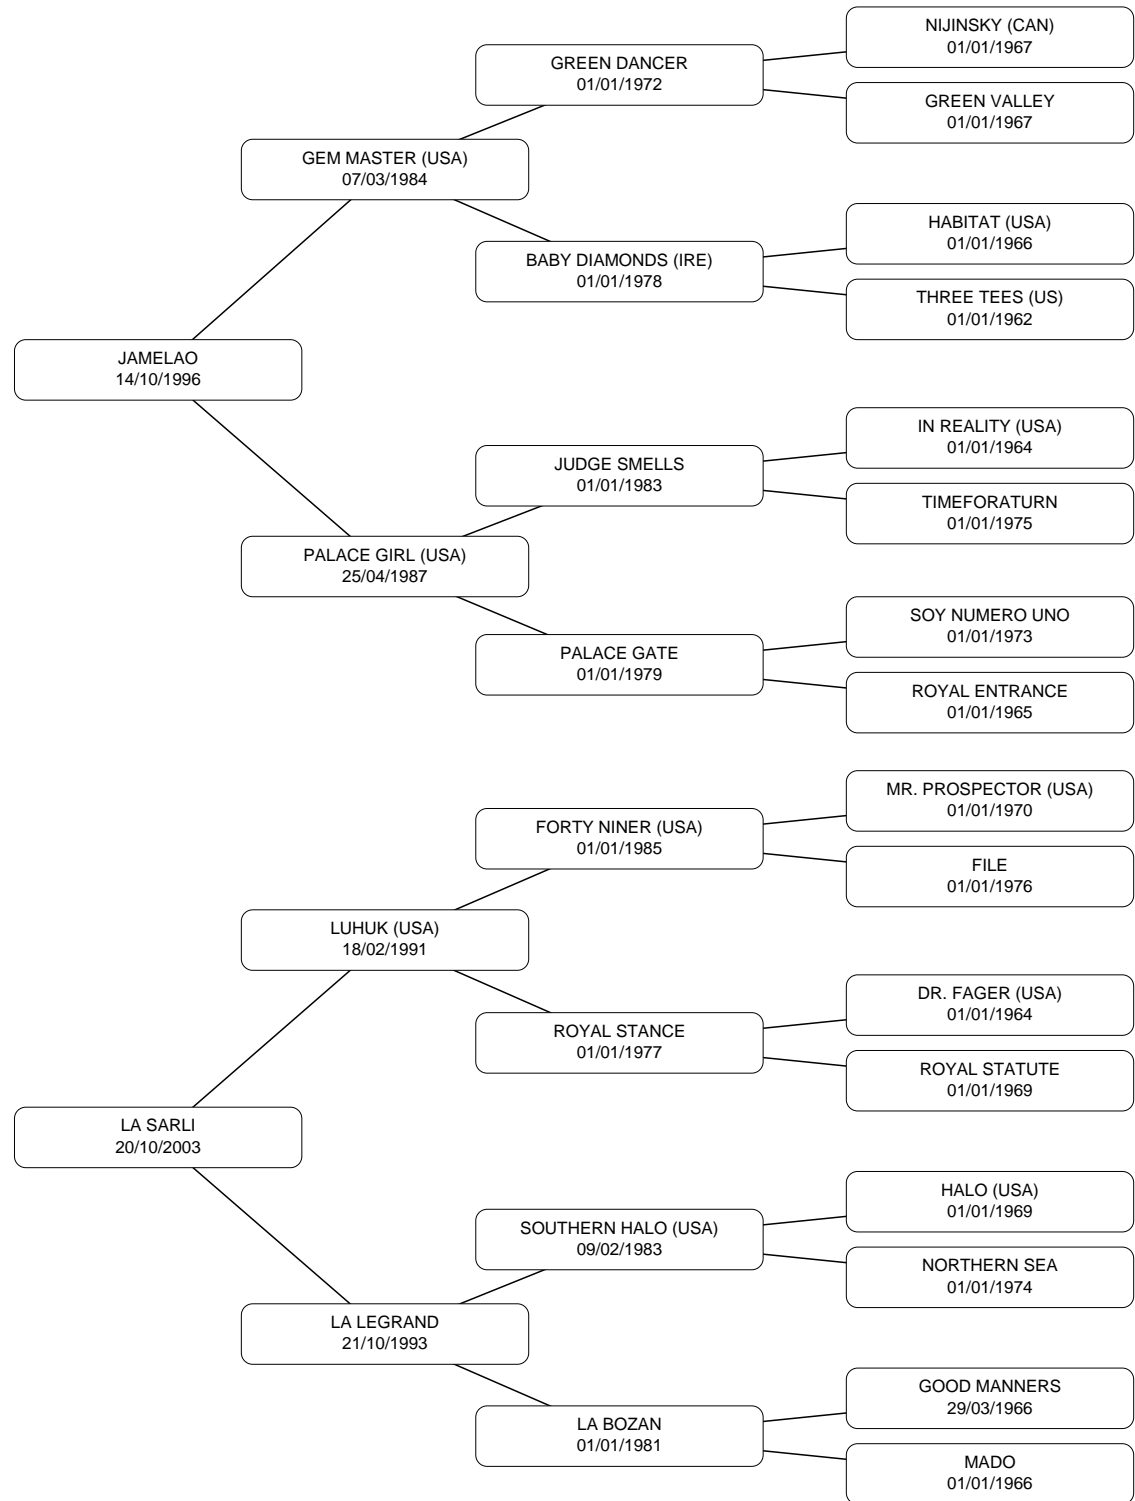 NIJINSKY (CAN)
01/01/1967
GREEN DANCER
01/01/1972
GREEN VALLEY
01/01/1967
GEM MASTER (USA)
07/03/1984
HABITAT (USA)
01/01/1966
BABY DIAMONDS (IRE)
01/01/1978
THREE TEES (US)
01/01/1962
JAMELAO
14/10/1996
IN REALITY (USA)
01/01/1964
JUDGE SMELLS
01/01/1983
TIMEFORATURN
01/01/1975
PALACE GIRL (USA)
25/04/1987
SOY NUMERO UNO
01/01/1973
PALACE GATE
01/01/1979
ROYAL ENTRANCE
01/01/1965
MR. PROSPECTOR (USA)
01/01/1970
FORTY NINER (USA)
01/01/1985
FILE
01/01/1976
LUHUK (USA)
18/02/1991
DR. FAGER (USA)
01/01/1964
ROYAL STANCE
01/01/1977
ROYAL STATUTE
01/01/1969
LA SARLI
20/10/2003
HALO (USA)
01/01/1969
SOUTHERN HALO (USA)
09/02/1983
NORTHERN SEA
01/01/1974
LA LEGRAND
21/10/1993
GOOD MANNERS
29/03/1966
LA BOZAN
01/01/1981
MADO
01/01/1966